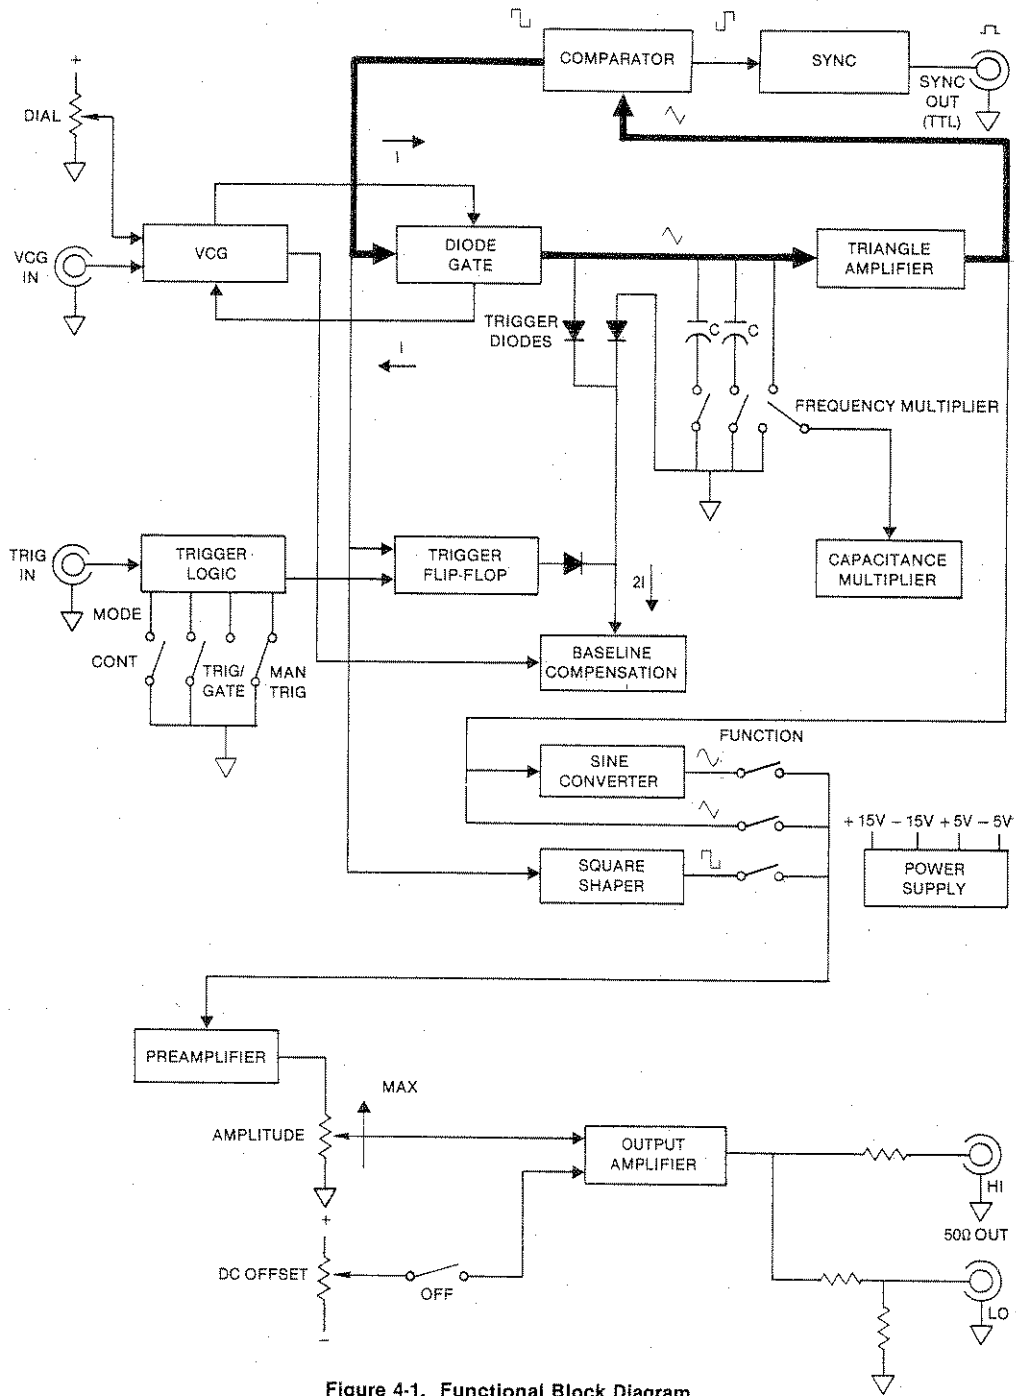 COMPARATOR
SYNC
SYNC
OUT
(TTL)
+
DIAL
I
VCG
IN
VCG
DIODE
GATE
TRIANGLE
AMPLIFIER
TRIGGER
DIODES
C
C
I
FREQUENCY MULTIPLIER
TRIG
IN
TRIGGER
LOGIC
TRIGGER
FLIP-FLOP
2I
CAPACITANCE
MULTIPLIER
MODE
CONT
TRIG/
GATE
MAN
TRIG
BASELINE
COMPENSATION
FUNCTION
SINE
CONVERTER
SQUARE
SHAPER
+ 15V - 15V + 5V - 5V
POWER
SUPPLY
PREAMPLIFIER
MAX
AMPLITUDE
OUTPUT
AMPLIFIER
HI
50Ω OUT
+
DC OFFSET
OFF
−
LO
Figure 4-1. Functional Block Diagram